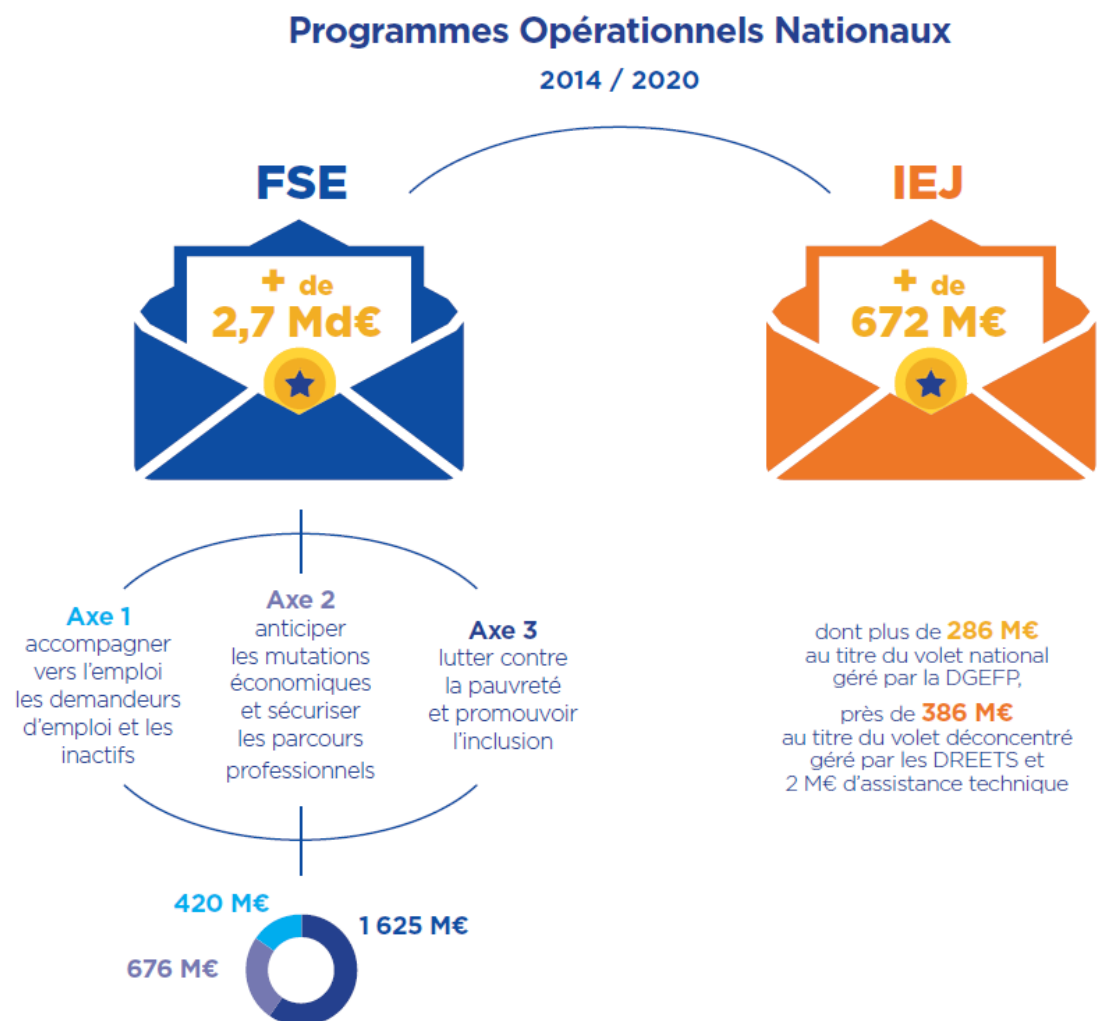 Programmes Opérationnels Nationaux
2014 / 2020
FSE
+ de
2,7 Md€
IEJ
+ de
672 M€
Axe 1
accompagner
vers l'emploi
les demandeurs
d'emploi et les
inactifs
Axe 2
anticiper
les mutations
économiques
et sécuriser
les parcours
professionnels
Axe 3
lutter contre
la pauvreté
et promouvoir
l'inclusion
dont plus de 286 M€
au titre du volet national
géré par la DGEFP,
près de 386 M€
au titre du volet déconcentré
géré par les DREETS et
2 M€ d'assistance technique
420 M€
1 625 M€
676 M€